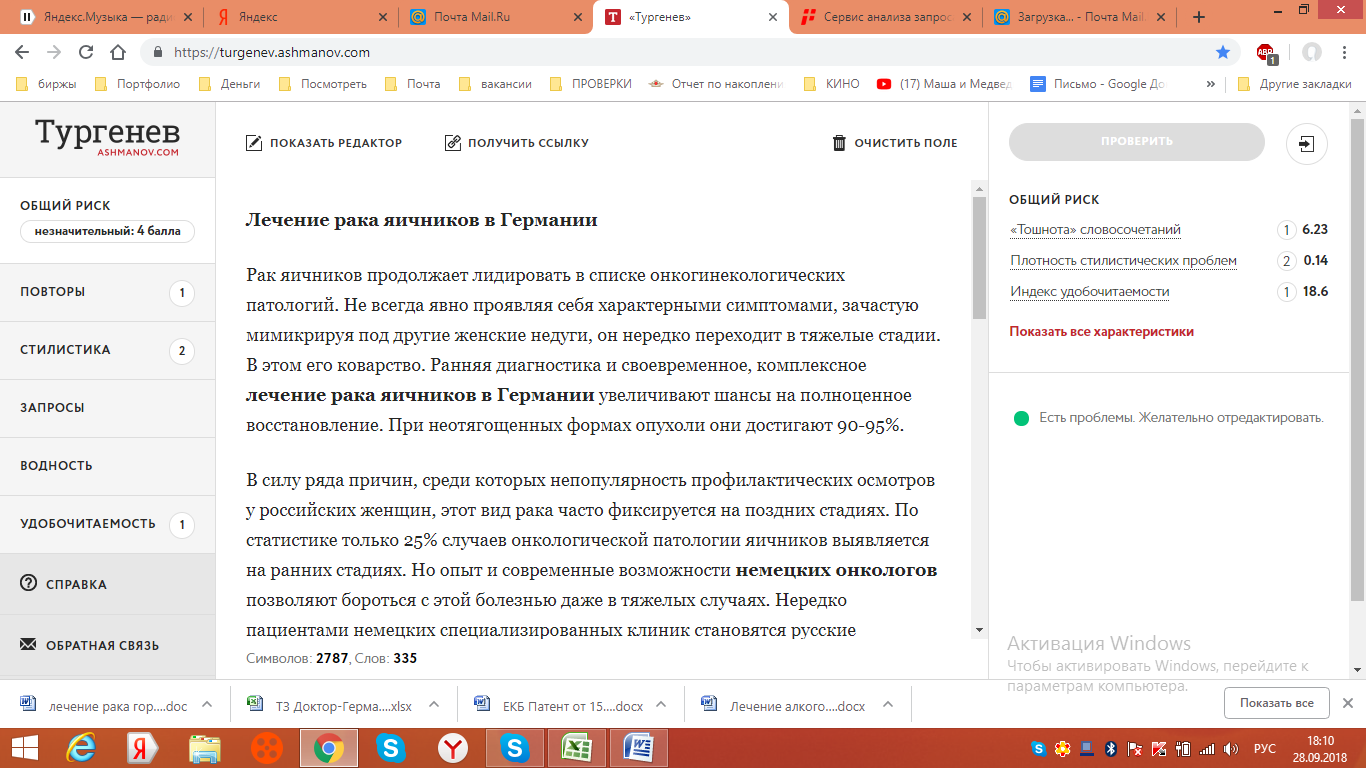 Яндекс.Музыка — ради
Яндекс
Почта Mail.Ru
«Тургенев»
Сервис анализа запрос
Загрузка... - Почта Mail
https://turgenev.ashmanov.com
ABP
1
биржы
Портфолио
Деньги
Посмотреть
Почта
вакансии
ПРОВЕРКИ
Отчет по накоплени
КИНО
(17) Маша и Медвед
Письмо - Google До
»
Другие закладки
Тургенев
ASHMANOV.COM
ОБЩИЙ РИСК
незначительный: 4 балла
ПОВТОРЫ
1
СТИЛИСТИКА
2
ЗАПРОСЫ
ВОДНОСТЬ
УДОБОЧИТАЕМОСТЬ
1
СПРАВКА
ОБРАТНАЯ СВЯЗЬ
ПОКАЗАТЬ РЕДАКТОР
ПОЛУЧИТЬ ССЫЛКУ
ОЧИСТИТЬ ПОЛЕ
Лечение рака яичников в Германии
Рак яичников продолжает лидировать в списке онкогинекологических
патологий. Не всегда явно проявляя себя характерными симптомами, зачастую
мимикрируя под другие женские недуги, он нередко переходит в тяжелые стадии.
В этом его коварство. Ранняя диагностика и своевременное, комплексное
лечение рака яичников в Германии увеличивают шансы на полноценное
восстановление. При неотягощенных формах опухоли они достигают 90-95%.
В силу ряда причин, среди которых непопулярность профилактических осмотров
у российских женщин, этот вид рака часто фиксируется на поздних стадиях. По
статистике только 25% случаев онкологической патологии яичников выявляется
на ранних стадиях. Но опыт и современные возможности немецких онкологов
позволяют бороться с этой болезнью даже в тяжелых случаях. Нередко
пациентами немецких специализированных клиник становятся русские
Символов: 2787, Слов: 335
ПРОВЕРИТЬ
ОБЩИЙ РИСК
«Тошнота» словосочетаний 1 6.23
Плотность стилистических проблем 2 0.14
Индекс удобочитаемости 1 18.6
Показать все характеристики
Есть проблемы. Желательно отредактировать.
Активация Windows
Чтобы активировать Windows, перейдите к
параметрам компьютера.
лечение рака гор....doc
ТЗ Доктор-Герма....xlsx
ЕКБ Патент от 15....docx
Лечение алкого....docx
Показать все
РУС
18:10
28.09.2018